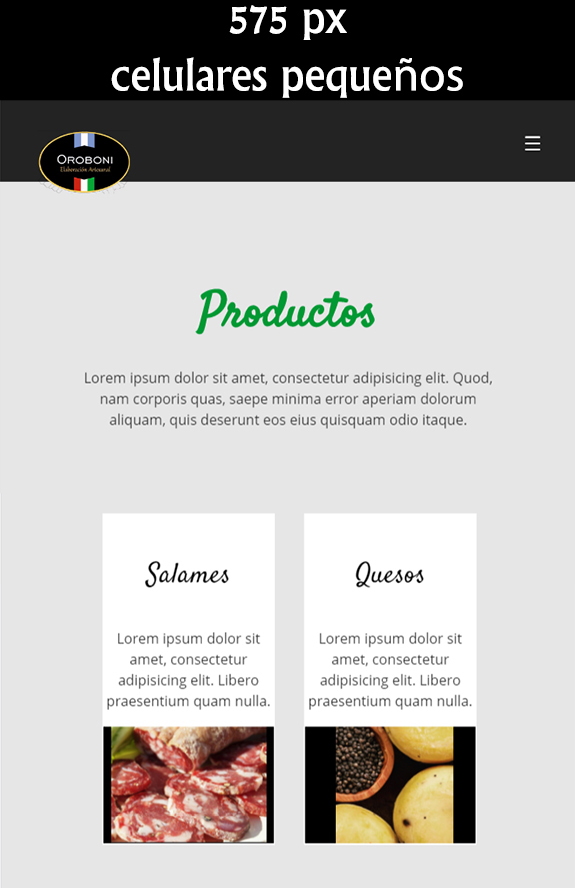 575 px
celulares pequeños
OROBONI
Elaboración Artesanal
☰
Productos
Lorem ipsum dolor sit amet, consectetur adipisicing elit. Quod,
nam corporis quas, saepe minima error aperiam dolorum
aliquam, quis deserunt eos eius quisquam odio itaque.
Salames
Lorem ipsum dolor sit
amet, consectetur
adipisicing elit. Libero
praesentium quam nulla.
Quesos
Lorem ipsum dolor sit
amet, consectetur
adipisicing elit. Libero
praesentium quam nulla.